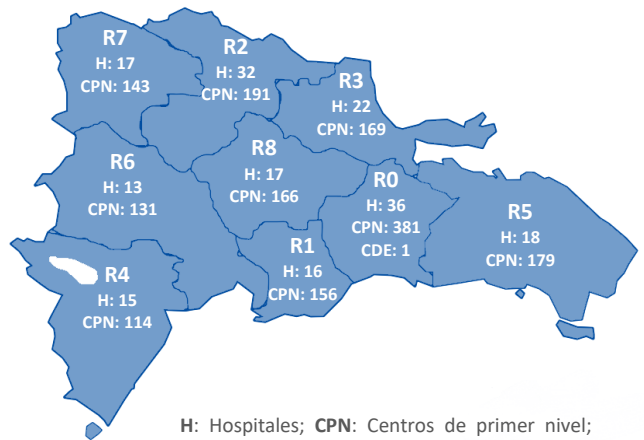 R7
H: 17
CPN: 143
R2
H: 32
CPN: 191
R3
H: 22
CPN: 169
R6
H: 13
CPN: 131
R8
H: 17
CPN: 166
R0
H: 36
CPN: 381
CDE: 1
R5
H: 18
CPN: 179
R4
H: 15
CPN: 114
R1
H: 16
CPN: 156
H: Hospitales; CPN: Centros de primer nivel;